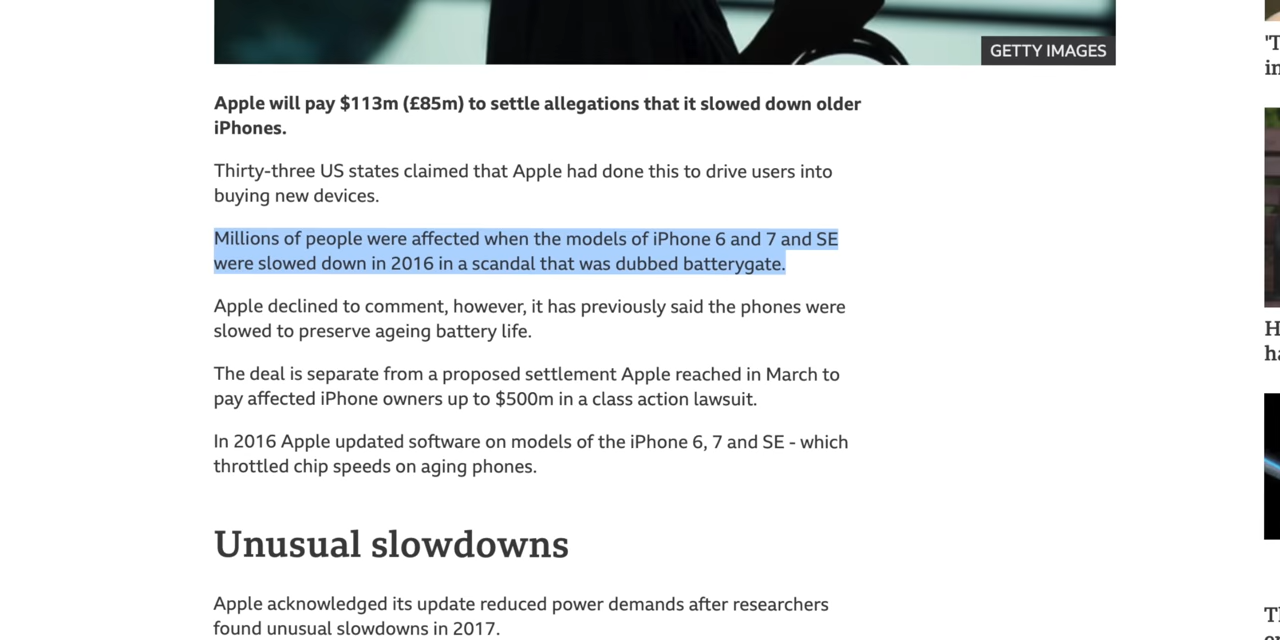 GETTY IMAGES
Apple will pay $113m (£85m) to settle allegations that it slowed down older
iPhones.
Thirty-three US states claimed that Apple had done this to drive users into
buying new devices.
Millions of people were affected when the models of iPhone 6 and 7 and SE
were slowed down in 2016 in a scandal that was dubbed batterygate.
Apple declined to comment, however, it has previously said the phones were
slowed to preserve ageing battery life.
The deal is separate from a proposed settlement Apple reached in March to
pay affected iPhone owners up to $500m in a class action lawsuit.
In 2016 Apple updated software on models of the iPhone 6, 7 and SE - which
throttled chip speeds on aging phones.
Unusual slowdowns
Apple acknowledged its update reduced power demands after researchers
found unusual slowdowns in 2017.